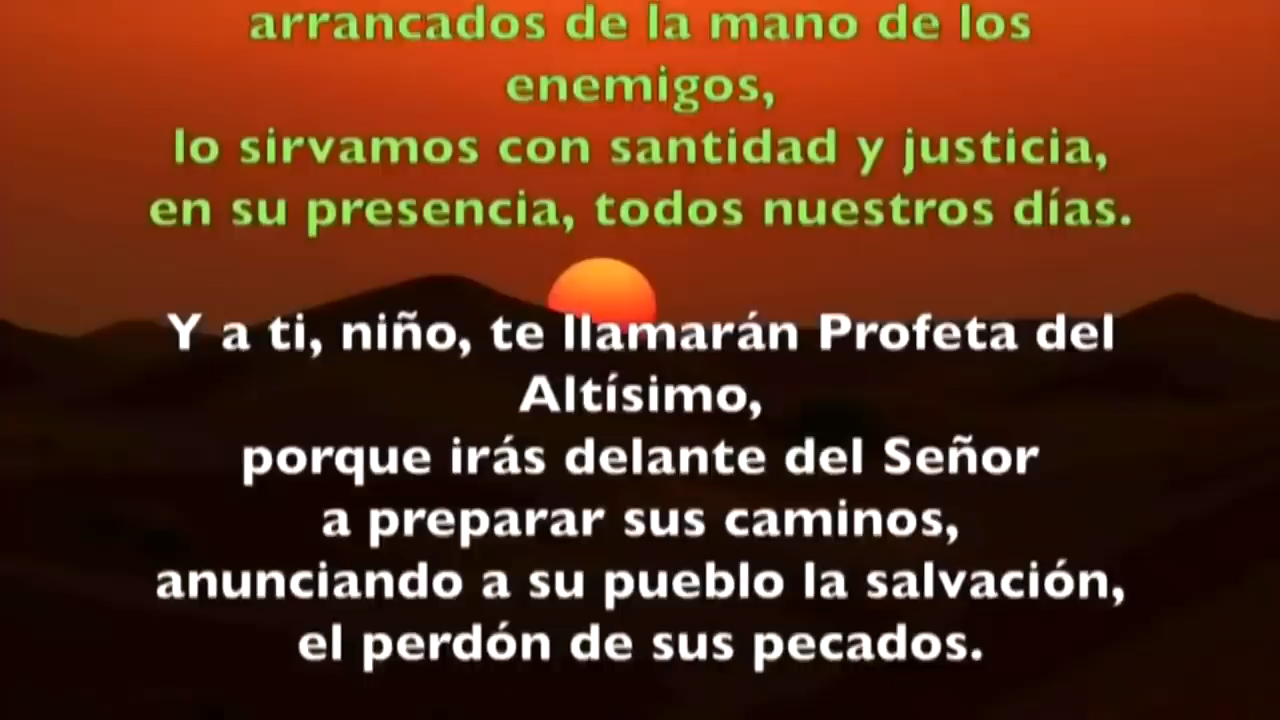 arrancados de la mano de los
enemigos,
lo sirvamos con santidad y justicia,
en su presencia, todos nuestros días.
Y a ti, niño, te llamarán Profeta del
Altísimo,
porque irás delante del Señor
a preparar sus caminos,
anunciando a su pueblo la salvación,
el perdón de sus pecados.